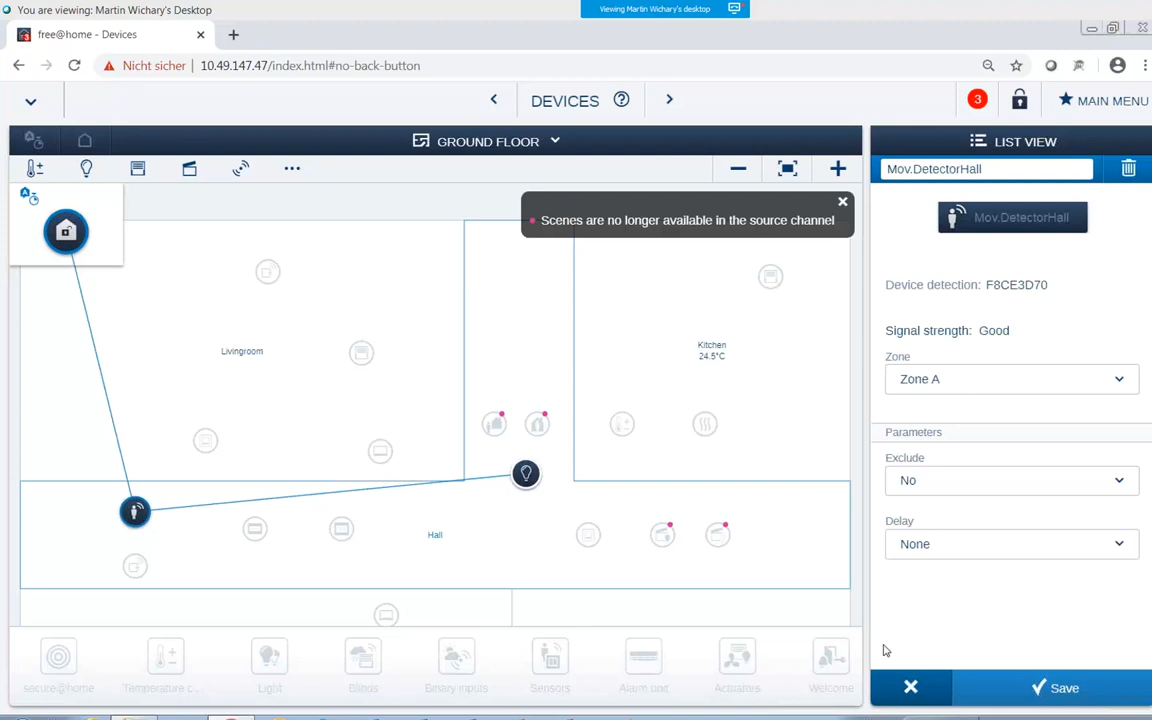 You are viewing: Martin Wichary's Desktop
Viewing Martin Wichary's desktop
free@home - Devices
Nicht sicher
10.49.147.47/index.html#no-back-button
DEVICES
3
MAIN MENU
GROUND FLOOR
LIST VIEW
Mov.DetectorHall
Scenes are no longer available in the source channel
Mov.DetectorHall
Device detection: F8CE3D70
Signal strength: Good
Livingroom
Kitchen
24.5°C
Zone
Zone A
Parameters
Exclude
No
Delay
None
Hall
secure@home
Temperature c...
Light
Blinds
Binary inputs
Sensors
Alarm unit
Actuators
Welcome
Save